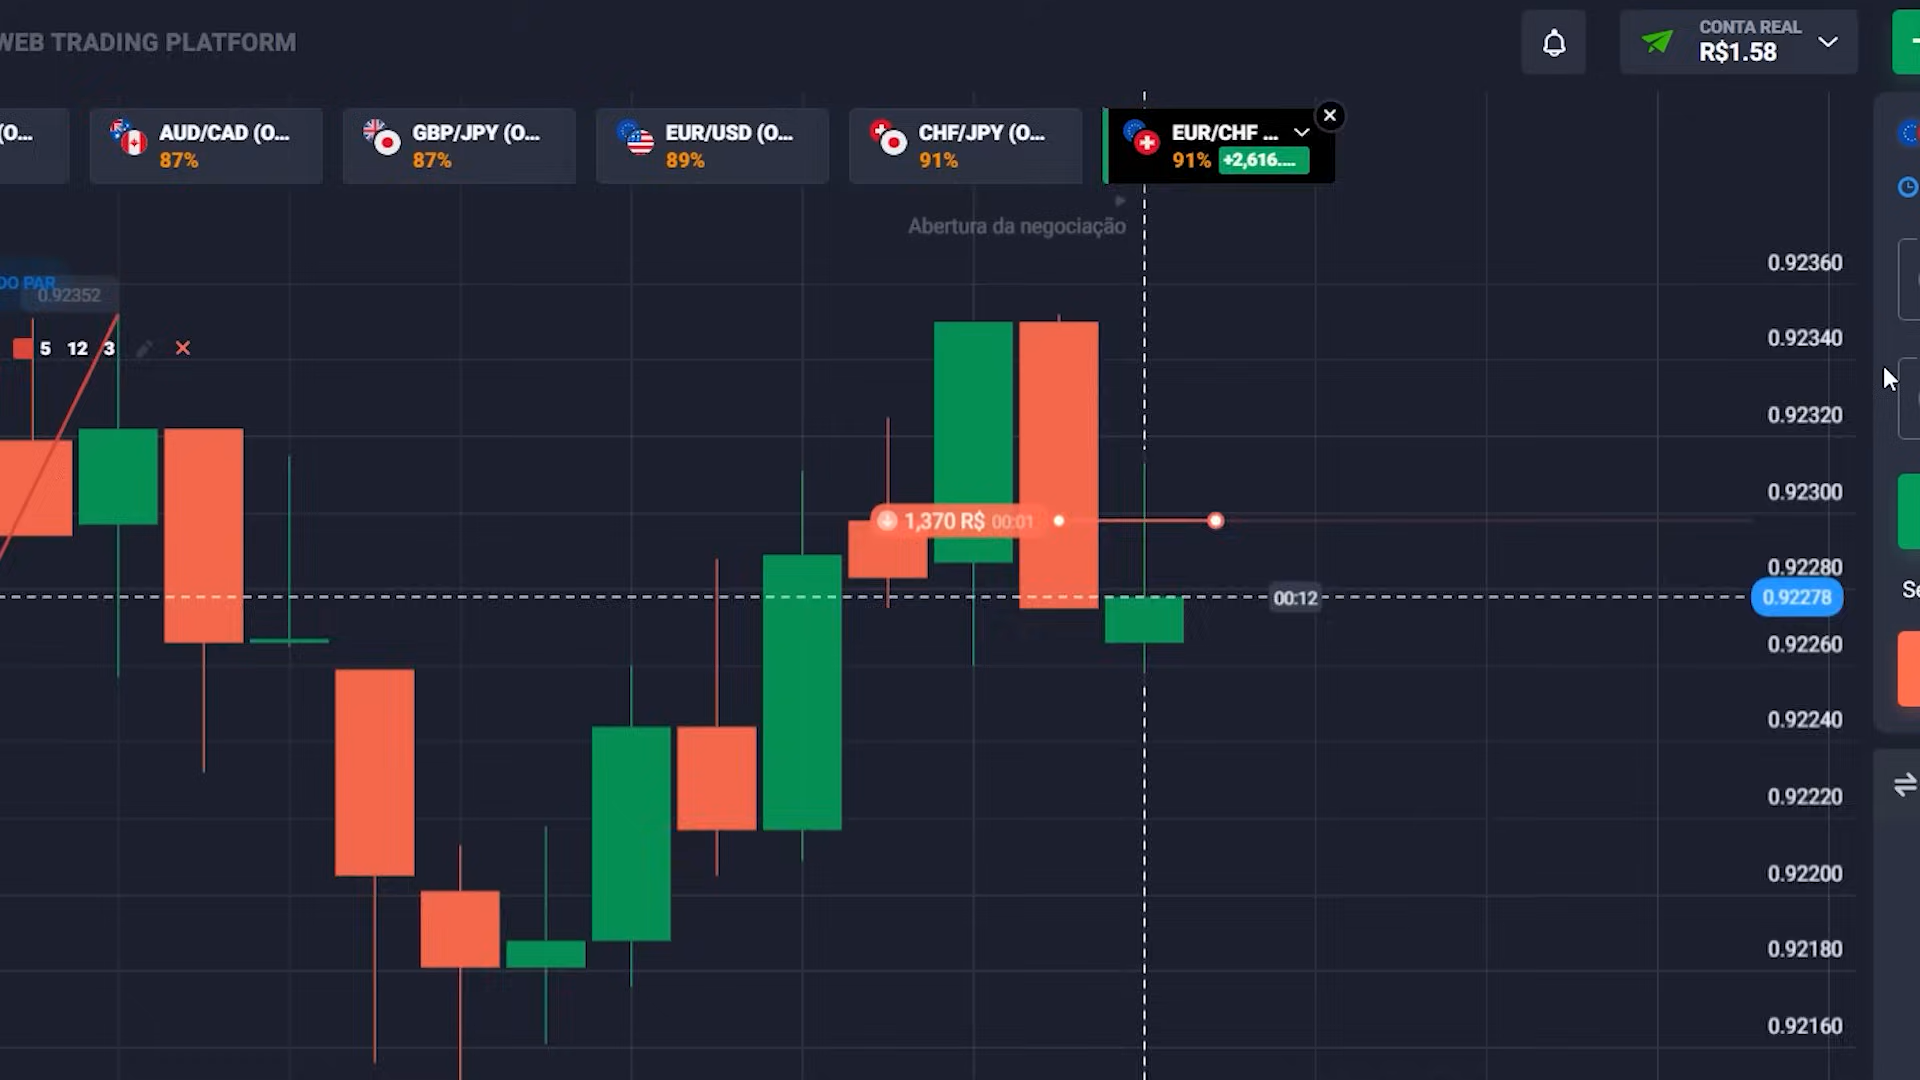 WEB TRADING PLATFORM
CONTA REAL
R$1.58
(O...
AUD/CAD (O...
87%
GBP/JPY (O...
87%
EUR/USD (O...
89%
CHF/JPY (O...
91%
EUR/CHF ...
91% +2,616....
Abertura da negociação
DO PAR
0.92352
5 12 3
1,370 R$ 00:01
00:12
0.92360
0.92340
0.92320
0.92300
0.92280
0.92278
0.92260
0.92240
0.92220
0.92200
0.92180
0.92160
Se